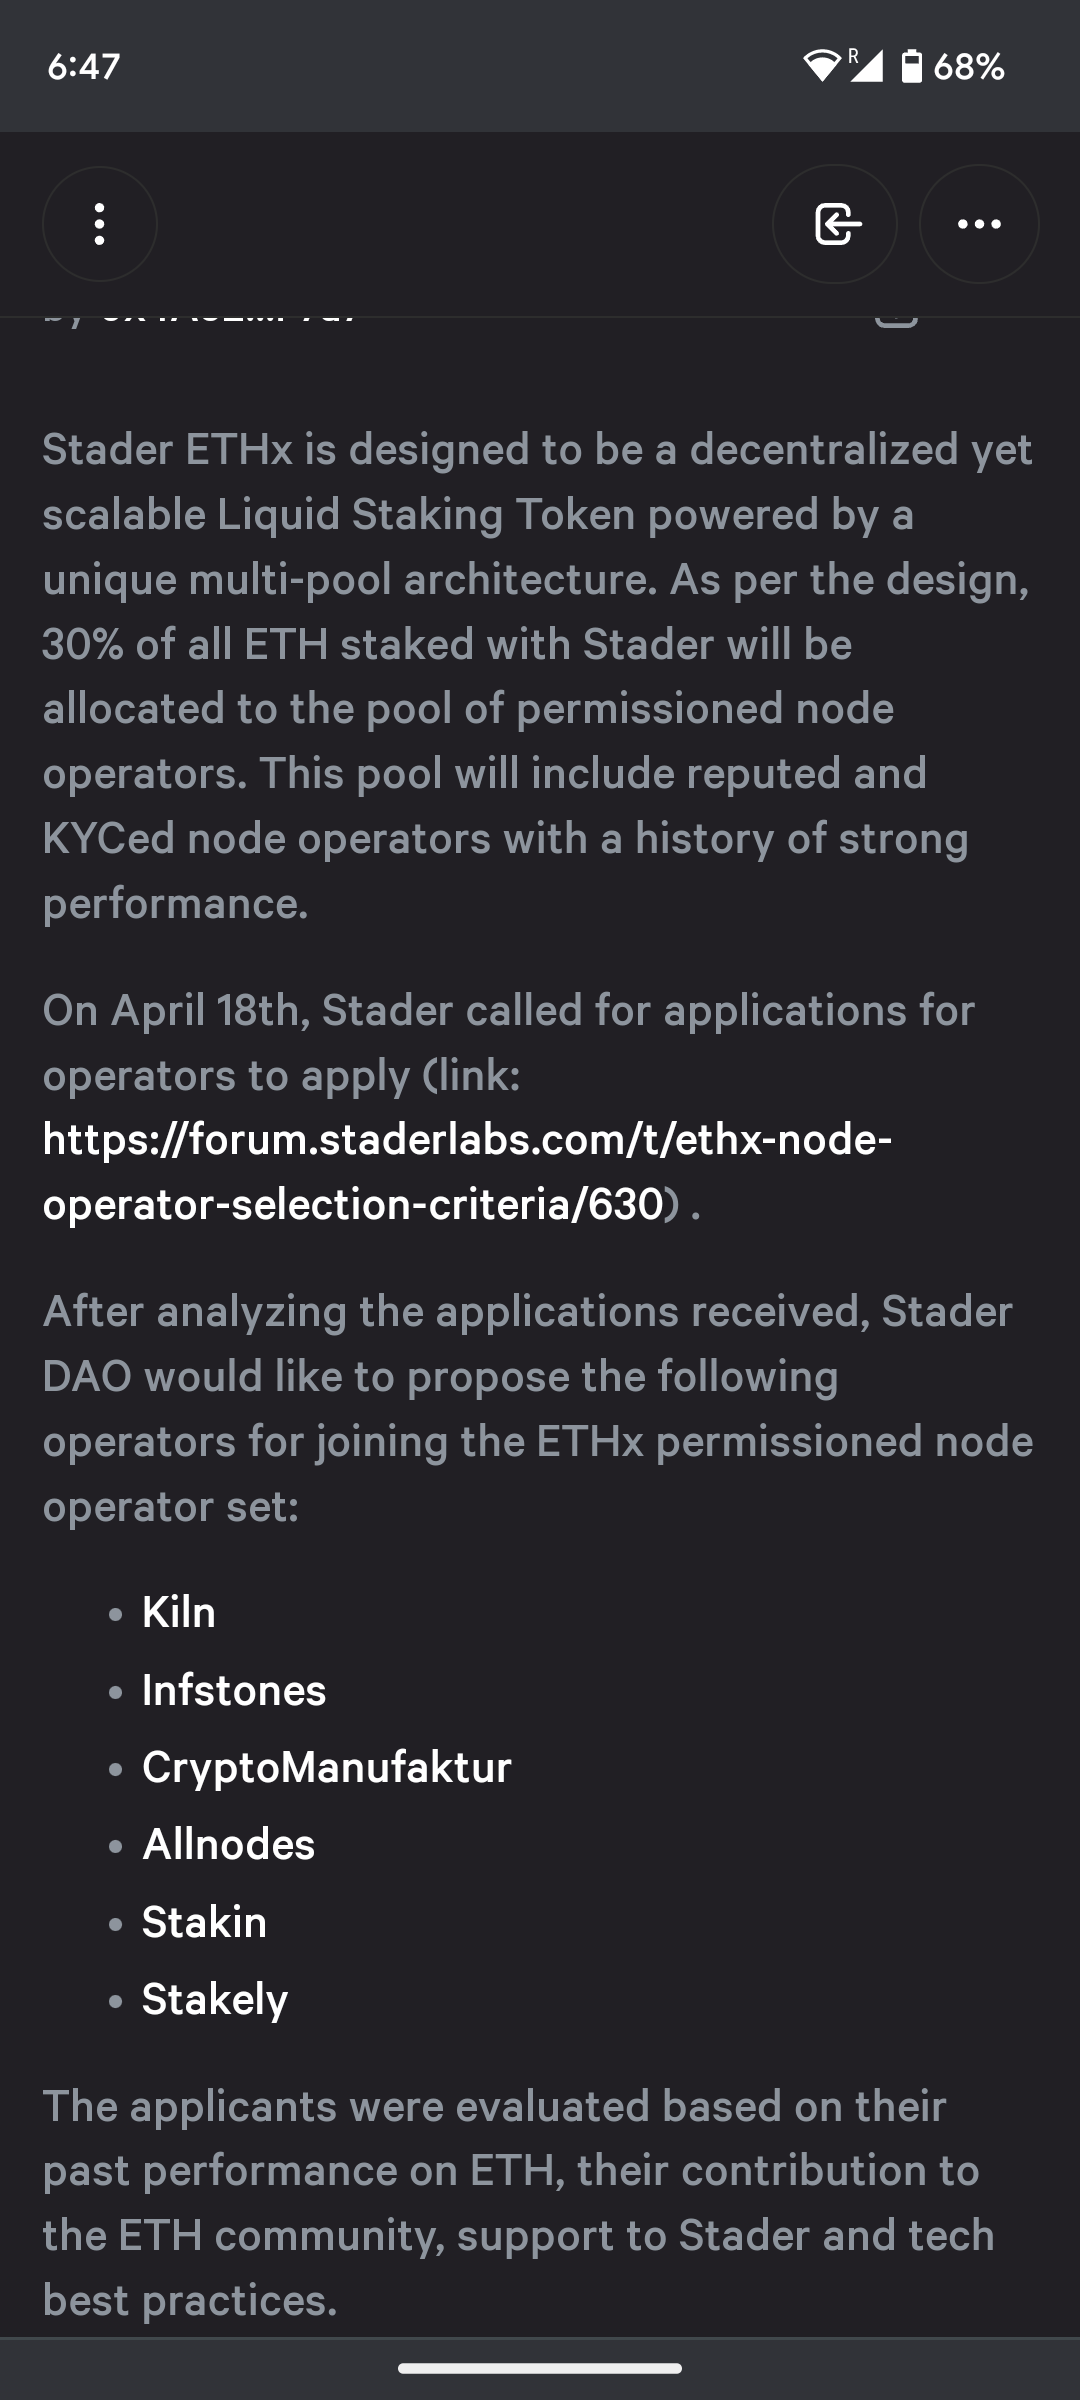 6:47
R
68%
by
Stader ETHx is designed to be a decentralized yet
scalable Liquid Staking Token powered by a
unique multi-pool architecture. As per the design,
30% of all ETH staked with Stader will be
allocated to the pool of permissioned node
operators. This pool will include reputed and
KYCed node operators with a history of strong
performance.
On April 18th, Stader called for applications for
operators to apply (link:
https://forum.staderlabs.com/t/ethx-node-
operator-selection-criteria/630) .
After analyzing the applications received, Stader
DAO would like to propose the following
operators for joining the ETHx permissioned node
operator set:
• Kiln
• Infstones
• CryptoManufaktur
• Allnodes
• Stakin
• Stakely
The applicants were evaluated based on their
past performance on ETH, their contribution to
the ETH community, support to Stader and tech
best practices.